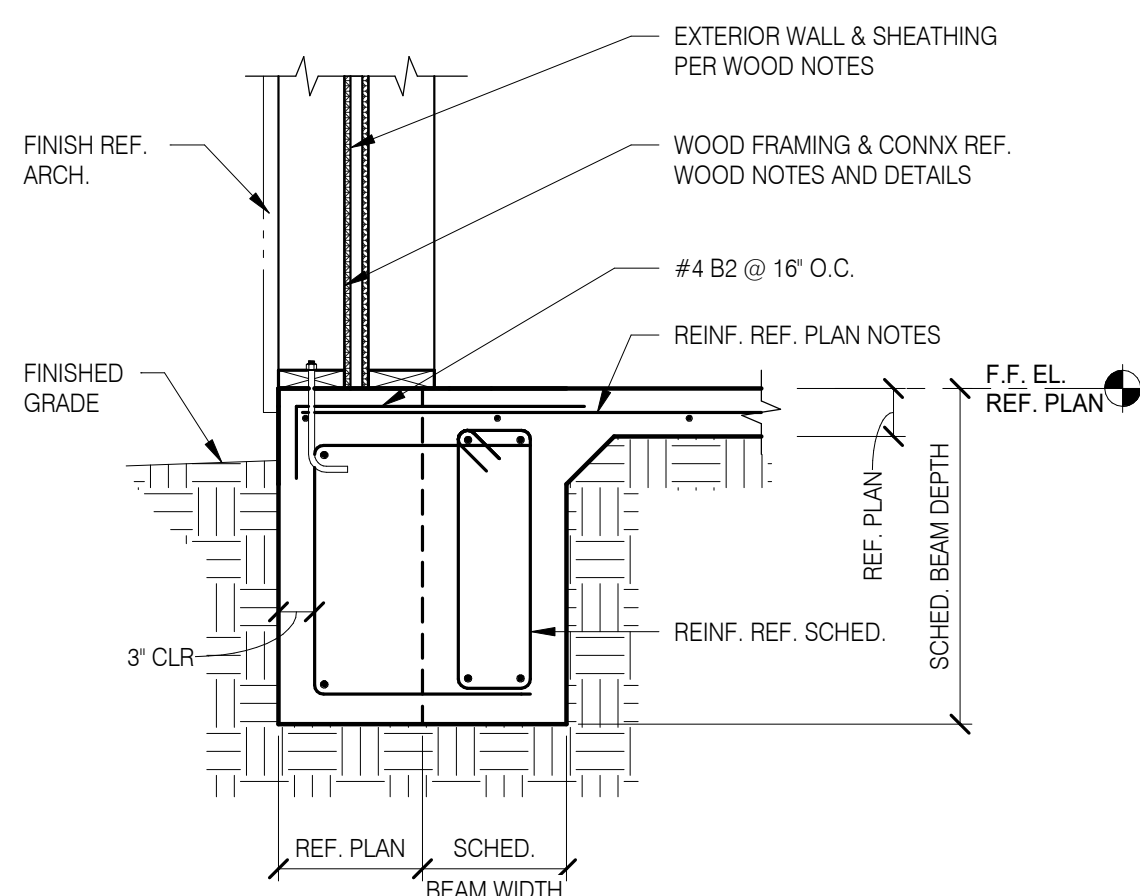 EXTERIOR WALL & SHEATHING
PER WOOD NOTES
FINISH REF.
ARCH.
WOOD FRAMING & CONNX REF.
WOOD NOTES AND DETAILS
#4 B2 @ 16" O.C.
REINF. REF. PLAN NOTES
FINISHED
GRADE
F.F. EL.
REF. PLAN
REF. PLAN
SCHED. BEAM DEPTH
REINF. REF. SCHED.
3" CLR
REF. PLAN
SCHED.
BEAM WIDTH